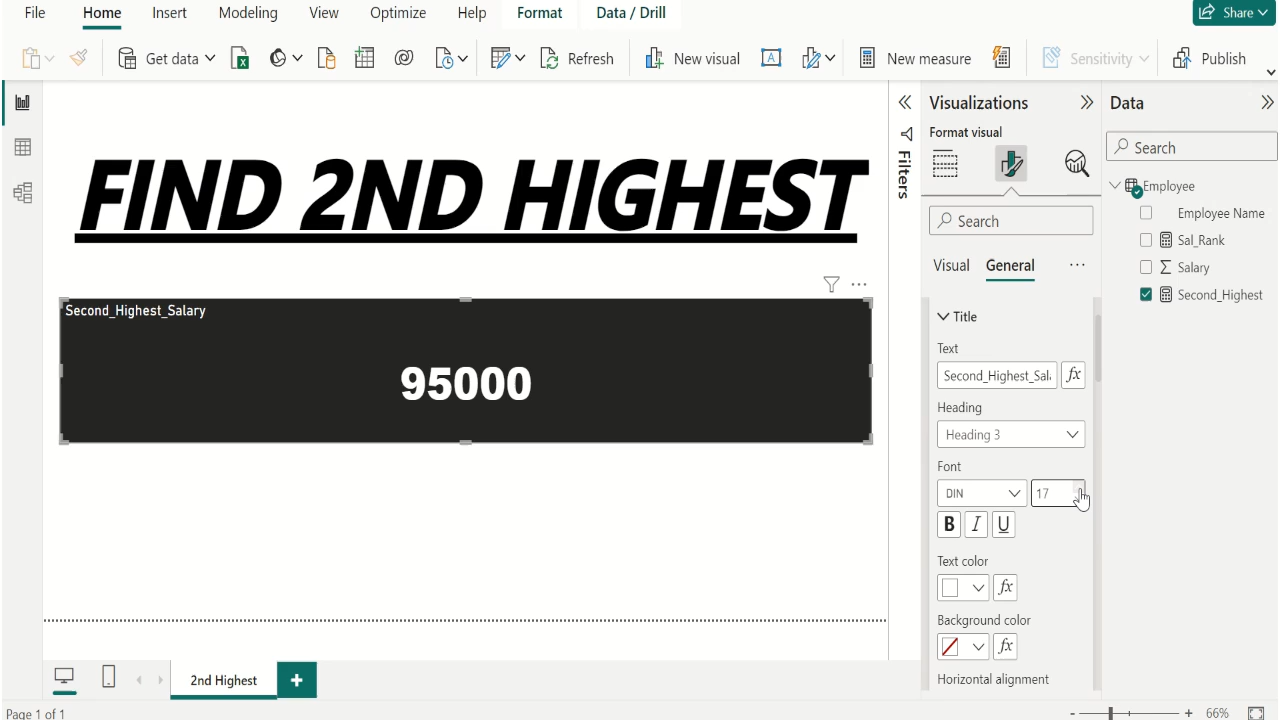 File Home Insert Modeling View Optimize Help Format Data / Drill Share
Get data Refresh New visual A New measure Sensitivity Publish
Visualizations
Data
Format visual
Search
Filters
FIND 2ND HIGHEST
Employee
Search
Employee Name
Sal_Rank
Visual General
Σ Salary
Second_Highest
Second_Highest_Salary
95000
Title
Text
Second_Highest_Sal fx
Heading
Heading 3
Font
DIN 17
B I U
Text color
fx
Background color
fx
Horizontal alignment
2nd Highest +
Page 1 of 1
- + 66%